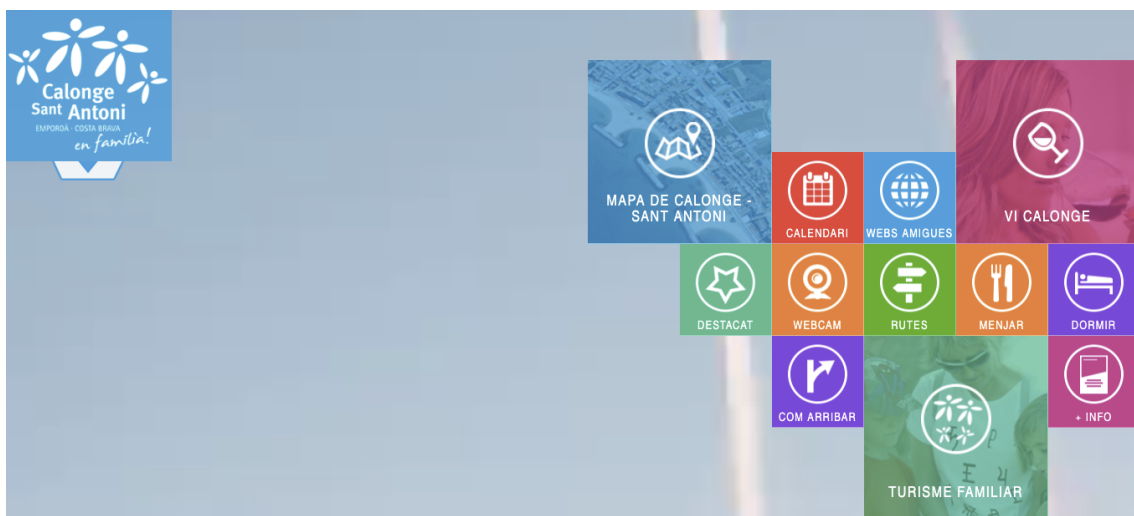 Calonge
Sant Antoni
EMPORDÀ - COSTA BRAVA
en família!
MAPA DE CALONGE -
SANT ANTONI
CALENDARI
WEBS AMIGUES
VI CALONGE
DESTACAT
WEBCAM
RUTES
MENJAR
DORMIR
COM ARRIBAR
+ INFO
TURISME FAMILIAR